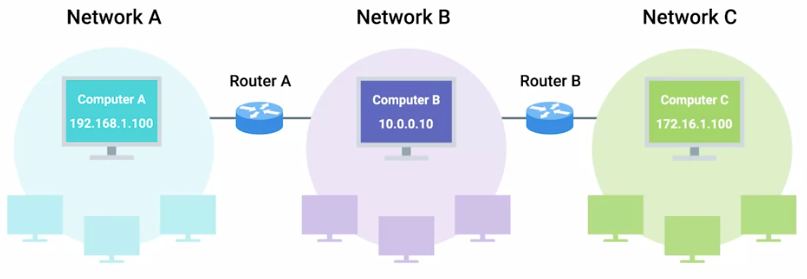 Network A
Network B
Network C
Router A
Router B
Computer A
192.168.1.100
Computer B
10.0.0.10
Computer C
172.16.1.100